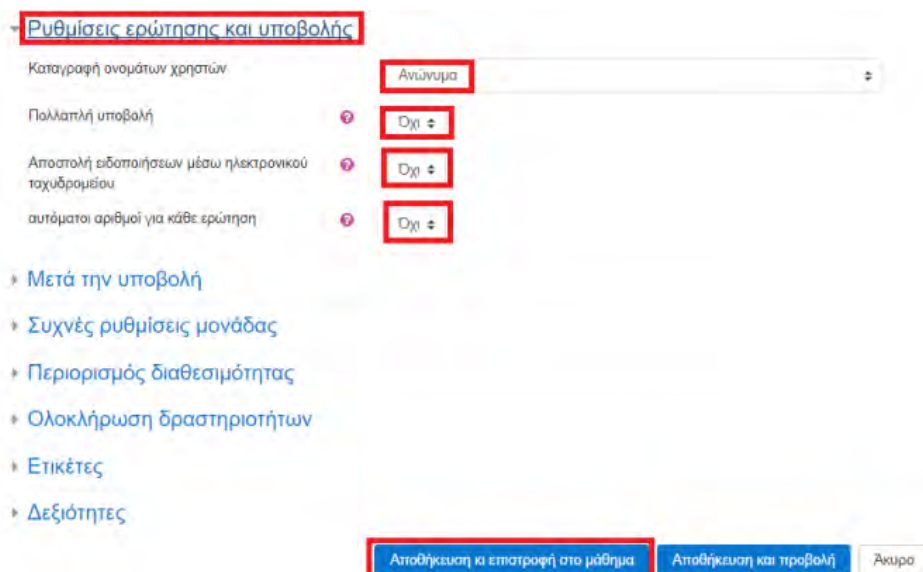 Ρυθμίσεις ερώτησης και υποβολής
Καταγραφή ονομάτων χρηστών
Ανώνυμα
Πολλαπλή υποβολή
Όχι
Αποστολή ειδοποιήσεων μέσω ηλεκτρονικού
ταχυδρομείου
Όχι
αυτόματοι αριθμοί για κάθε ερώτηση
Όχι
Μετά την υποβολή
Συχνές ρυθμίσεις μονάδας
Περιορισμός διαθεσιμότητας
Ολοκλήρωση δραστηριοτήτων
Ετικέτες
Δεξιότητες
Αποθήκευση κι επιστροφή στο μάθημα Αποθήκευση και προβολή Άκυρο